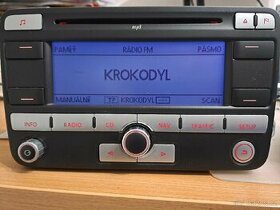 mp3
PAMĚŤ RÁDIO FM PÁSMO
KROKODYL
MANUÁLNÍ TP KROKODYL SCAN
INFO RADIO CD NAV TRAFFIC SETUP